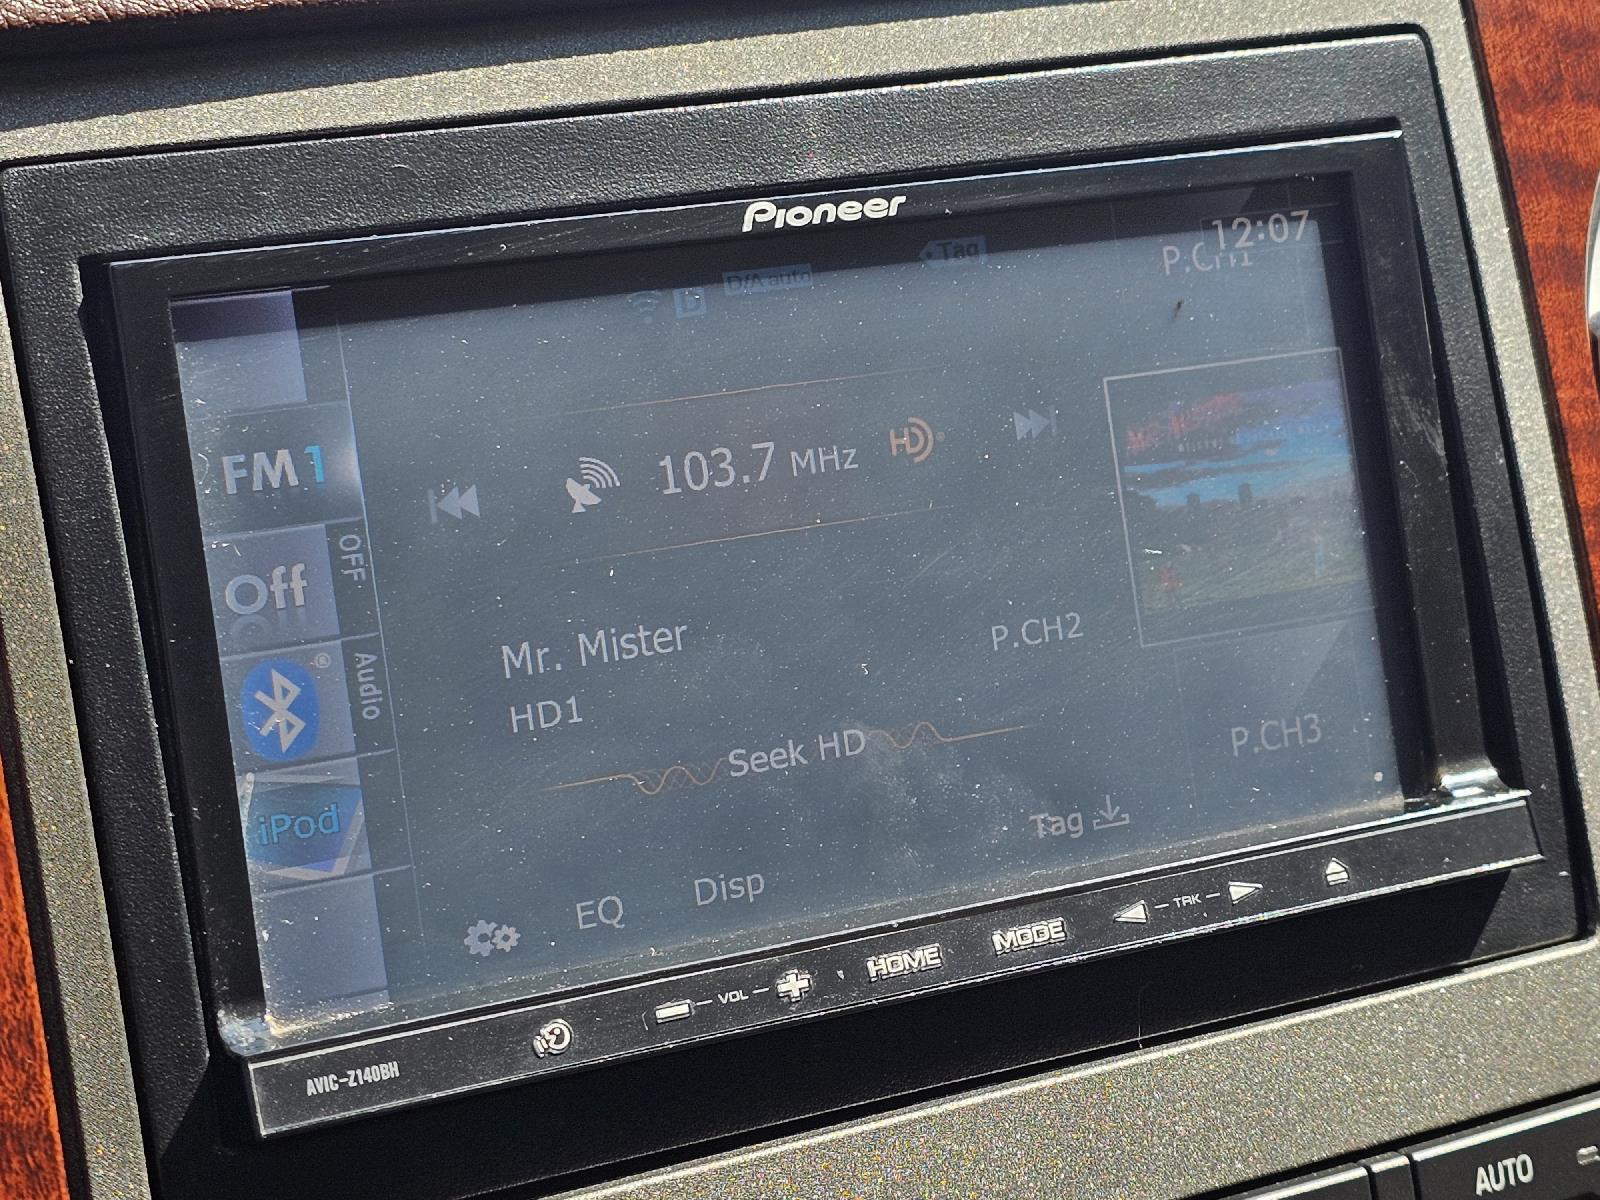 Pioneer
12:07
P.CH1
Tag
D/A auto
FM1
103.7 MHz
HD
Off
OFF
Audio
Mr. Mister
P.CH2
HD1
Seek HD
P.CH3
iPod
Tag
EQ
Disp
VOL
HOME
MODE
TRK
AVIC-Z140BH
AUTO